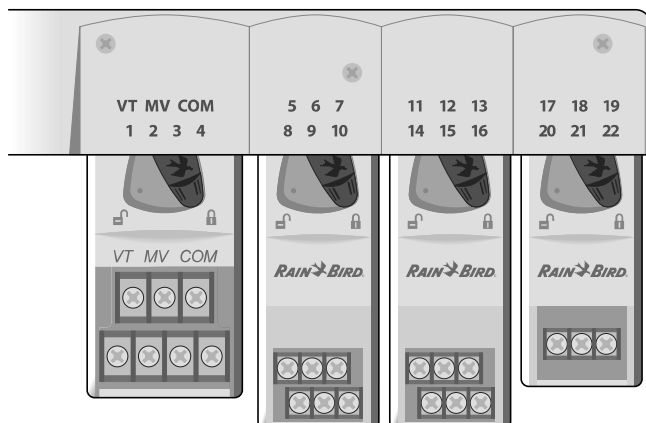 VT MV COM
1 2 3 4
5 6 7
8 9 10
11 12 13
14 15 16
17 18 19
20 21 22
VT MV COM
RAIN BIRD
RAIN BIRD
RAIN BIRD